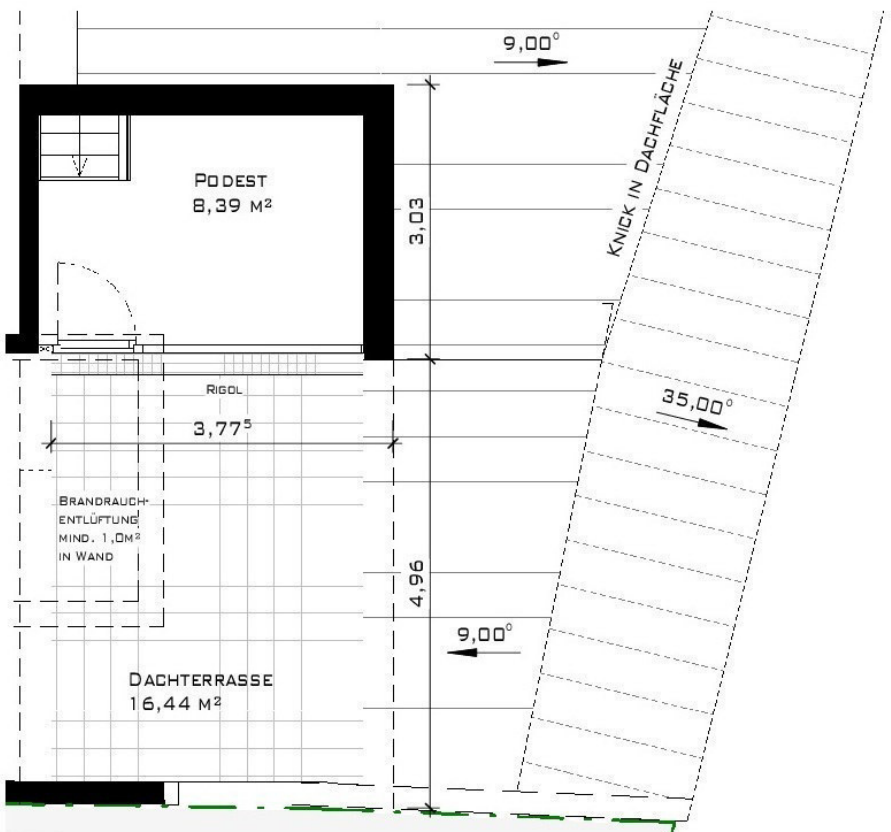 9,00°
KNICK IN DACHFLÄCHE
PODEST
8,39 M²
3,03
RIGOL
3,77⁵
35,00°
BRANDRAUCH-
ENTLÜFTUNG
MIND. 1,0M²
IN WAND
4,96
9,00°
DACHTERRASSE
16,44 M²